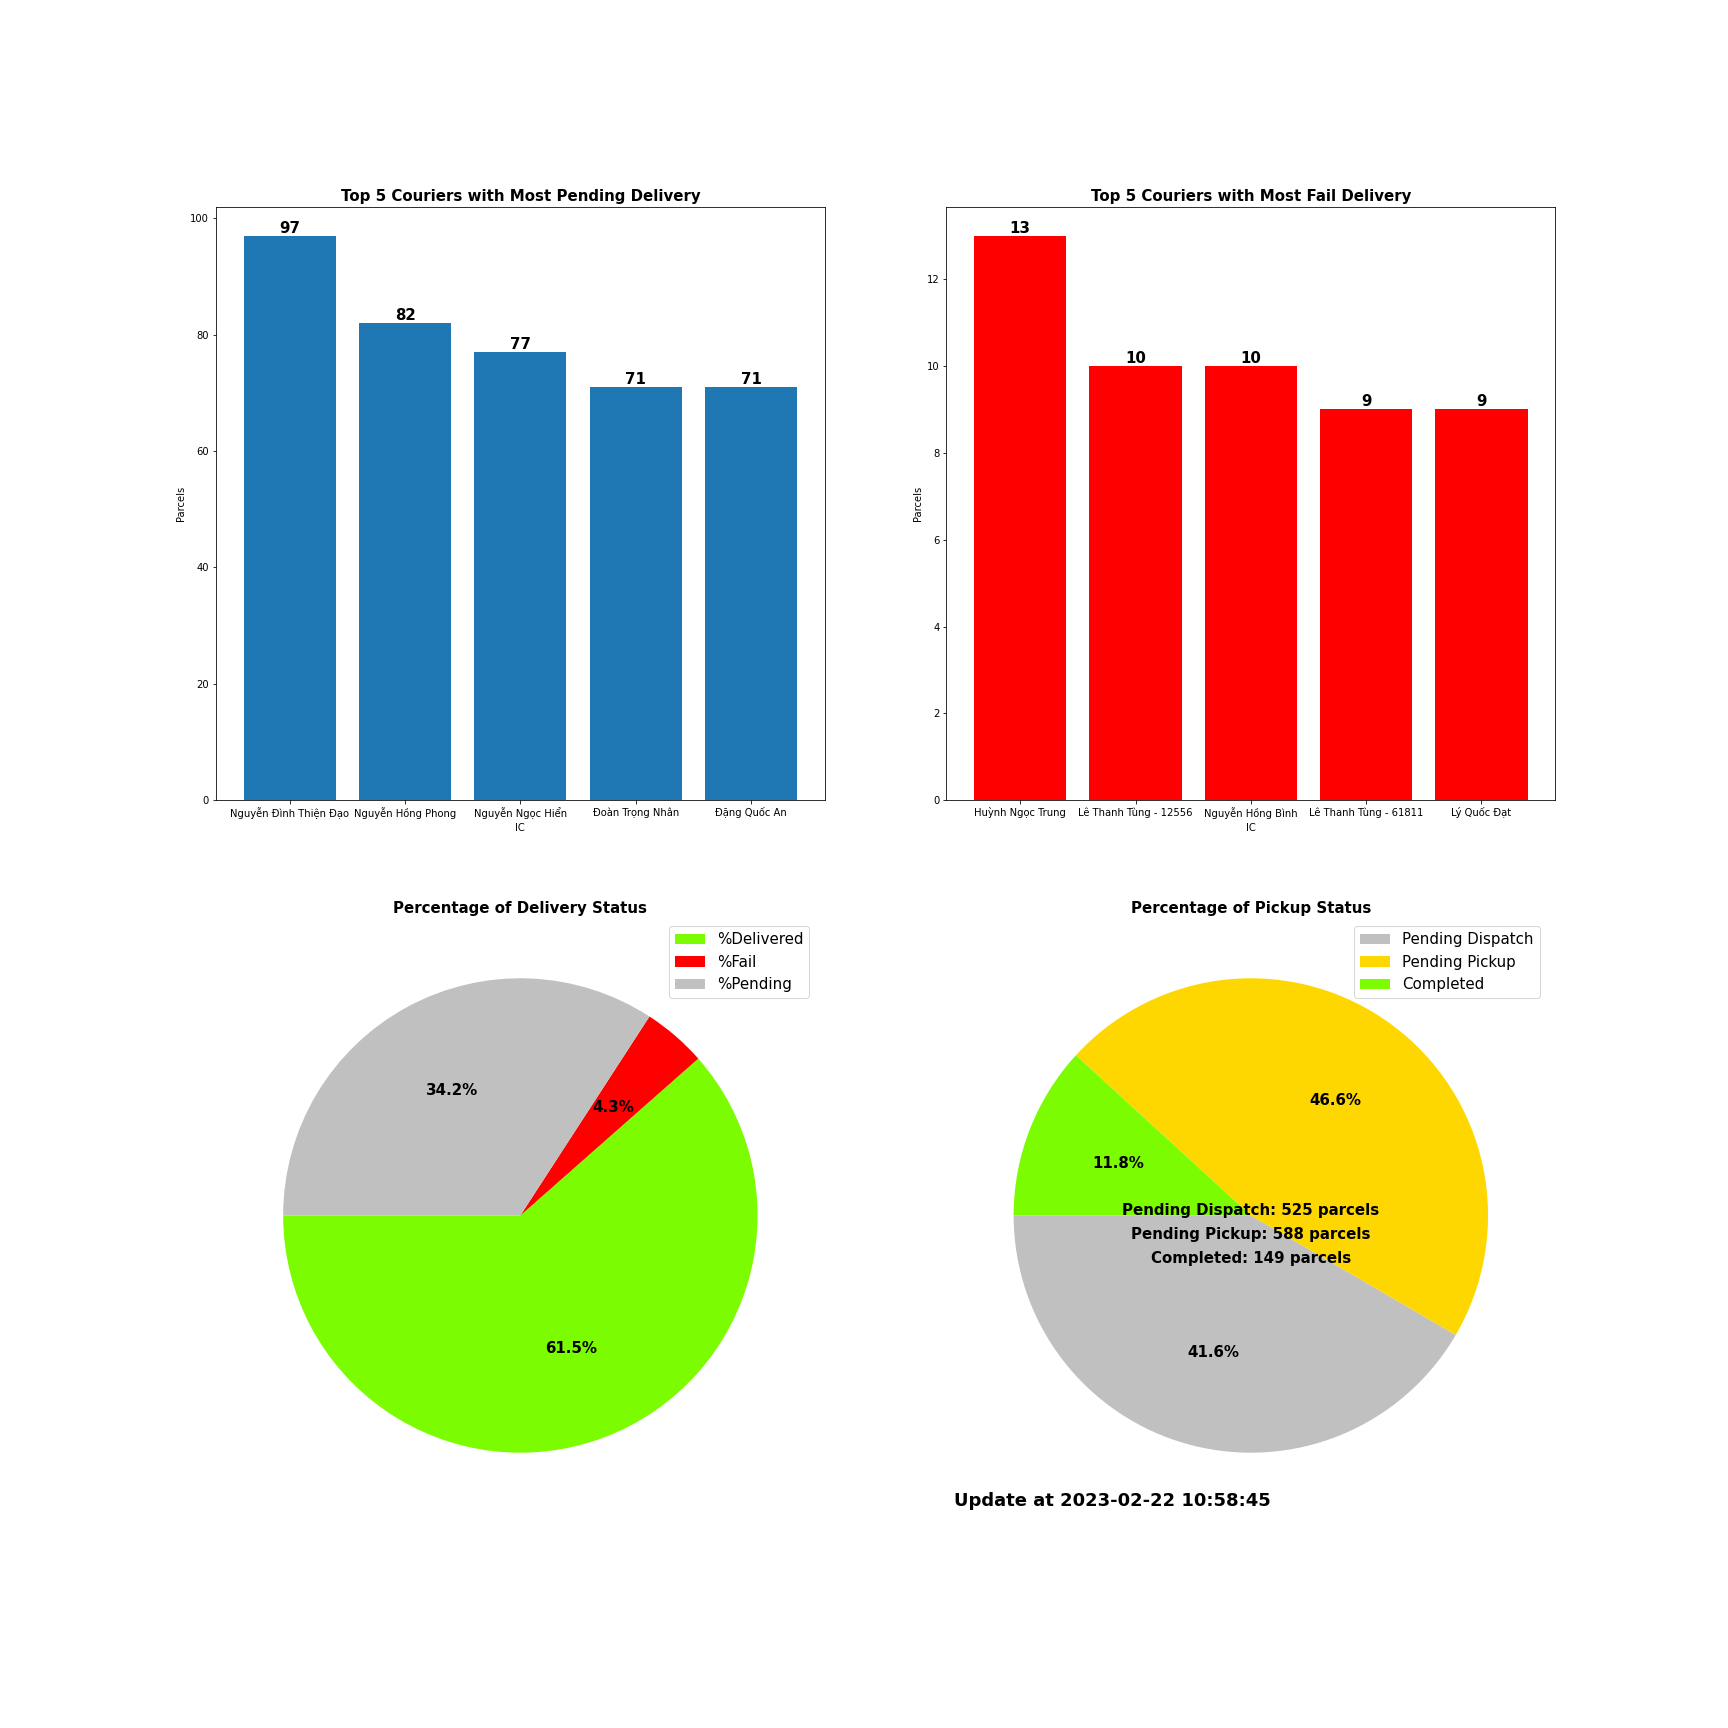 Top 5 Couriers with Most Pending Delivery
100
80
60
40
20
0
Parcels
97
82
77
71
71
Nguyễn Đình Thiện Đạo
Nguyễn Hồng Phong
Nguyễn Ngọc Hiển
Đoàn Trọng Nhân
Đặng Quốc An
IC
Top 5 Couriers with Most Fail Delivery
12
10
8
6
4
2
0
Parcels
13
10
10
9
9
Huỳnh Ngọc Trung
Lê Thanh Tùng - 12556
Nguyễn Hồng Bình
Lê Thanh Tùng - 61811
Lý Quốc Đạt
IC
Percentage of Delivery Status
%Delivered
%Fail
%Pending
34.2%
4.3%
61.5%
Percentage of Pickup Status
Pending Dispatch
Pending Pickup
Completed
46.6%
11.8%
Pending Dispatch: 525 parcels
Pending Pickup: 588 parcels
Completed: 149 parcels
41.6%
Update at 2023-02-22 10:58:45